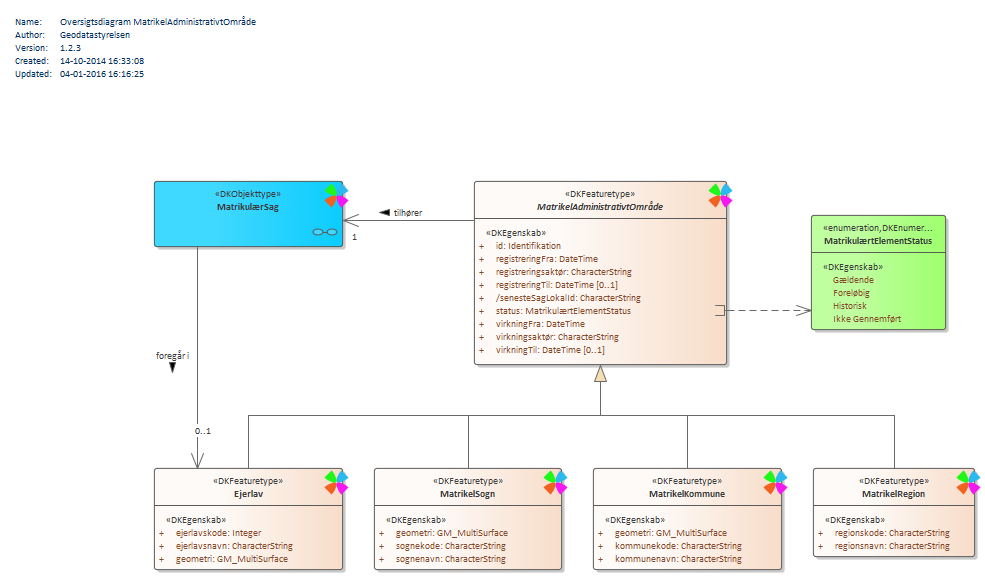 Name: Oversigtsdiagram MatrikelAdministrativtOmråde
Author: Geodatastyrelsen
Version: 1.2.3
Created: 14-10-2014 16:33:08
Updated: 04-01-2016 16:16:25
«DKObjekttype»
MatrikulærSag
tilhører
1
«DKFeaturetype»
MatrikelAdministrativtOmråde
«DKEgenskab»
+ id: Identifikation
+ registreringFra: DateTime
+ registreringsaktør: CharacterString
+ registreringTil: DateTime [0..1]
+ /senesteSagLokalId: CharacterString
+ status: MatrikulærtElementStatus
+ virkningFra: DateTime
+ virkningsaktør: CharacterString
+ virkningTil: DateTime [0..1]
«enumeration,DKEnumer...
MatrikulærtElementStatus
«DKEgenskab»
Gældende
Foreløbig
Historisk
Ikke Gennemført
foregår i
0..1
«DKFeaturetype»
Ejerlav
«DKEgenskab»
+ ejerlavskode: Integer
+ ejerlavsnavn: CharacterString
+ geometri: GM_MultiSurface
«DKFeaturetype»
MatrikelSogn
«DKEgenskab»
+ geometri: GM_MultiSurface
+ sognekode: CharacterString
+ sognenavn: CharacterString
«DKFeaturetype»
MatrikelKommune
«DKEgenskab»
+ geometri: GM_MultiSurface
+ kommunekode: CharacterString
+ kommunenavn: CharacterString
«DKFeaturetype»
MatrikelRegion
«DKEgenskab»
+ regionskode: CharacterString
+ regionsnavn: CharacterString